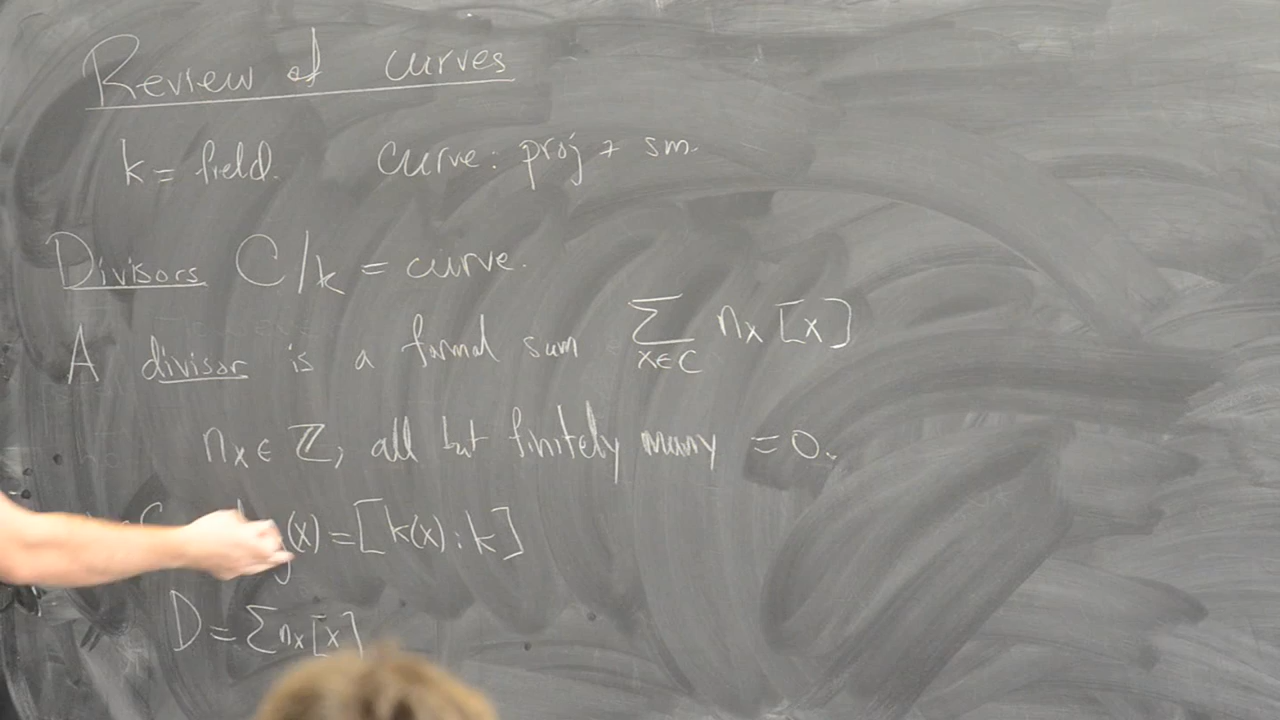 Review of curves
k = field. curve: proj + sm.
Divisors C/k = curve.
A divisor is a formal sum ∑_{x∈C} n_x [x]
n_x ∈ ℤ, all but finitely many = 0.
(x) = [k(x) : k]
D = ∑ n_x [x]